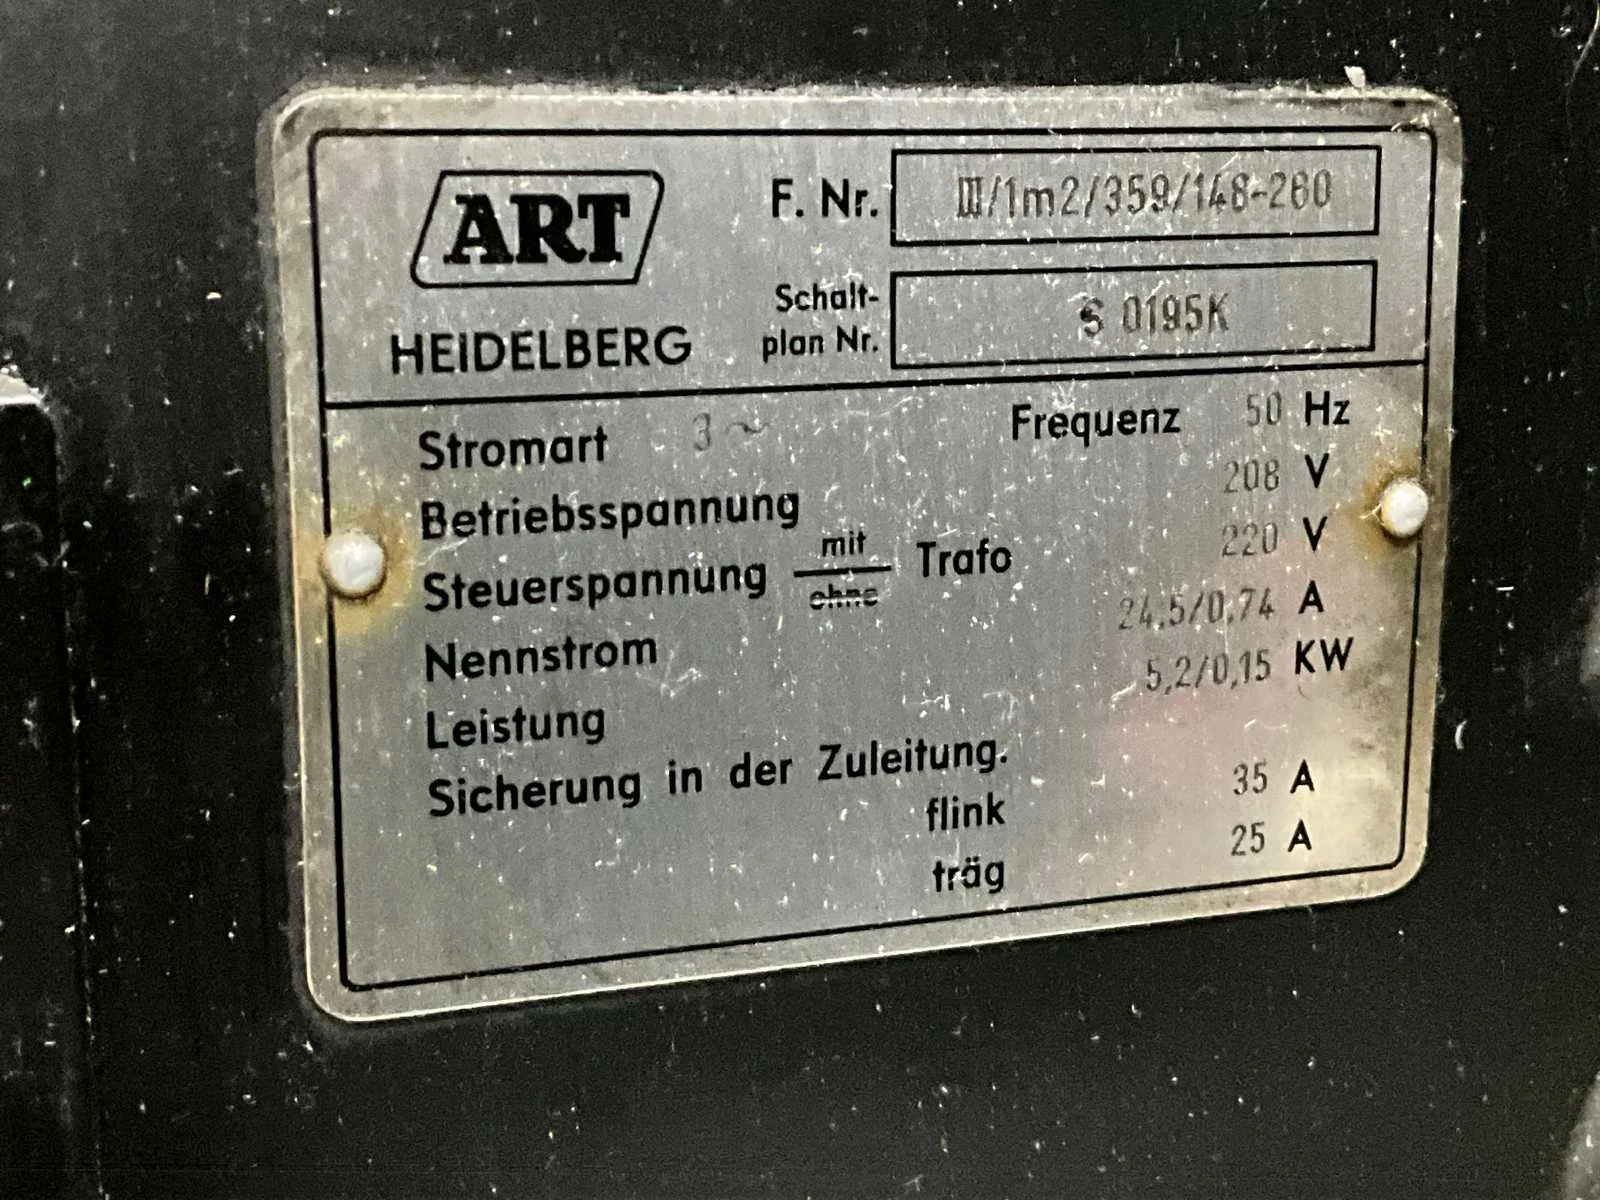 ART
HEIDELBERG
F. Nr. III/1m2/359/148-260
Schalt-
plan Nr. S 0195K
Stromart 3~ Frequenz 50 Hz
Betriebsspannung 208 V
Steuerspannung mit/ohne Trafo 220 V
Nennstrom 24,5/0,74 A
Leistung 5,2/0,15 KW
Sicherung in der Zuleitung.
flink 35 A
träg 25 A